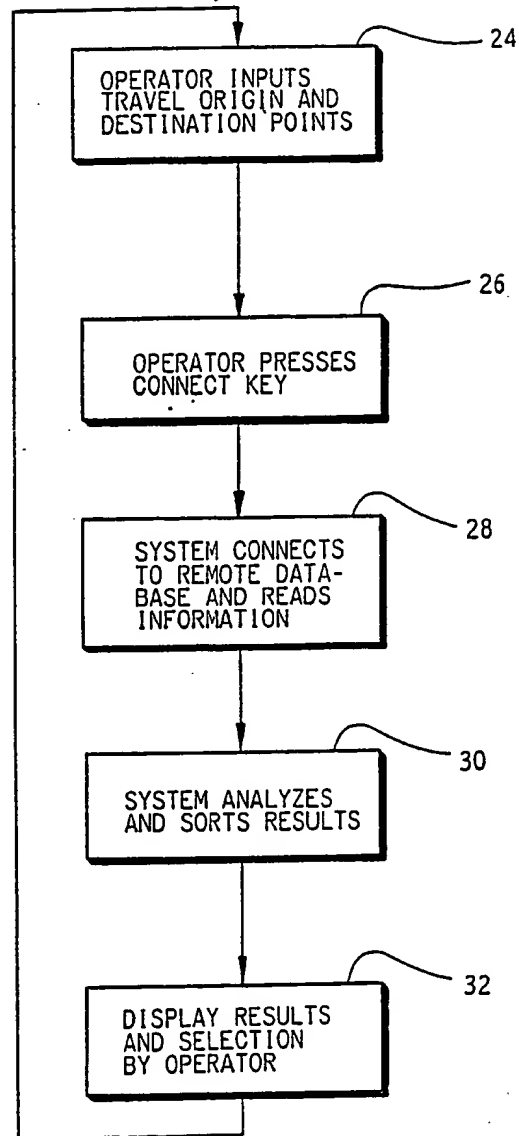 24
OPERATOR INPUTS
TRAVEL ORIGIN AND
DESTINATION POINTS
26
OPERATOR PRESSES
CONNECT KEY
28
SYSTEM CONNECTS
TO REMOTE DATA-
BASE AND READS
INFORMATION
30
SYSTEM ANALYZES
AND SORTS RESULTS
32
DISPLAY RESULTS
AND SELECTION
BY OPERATOR